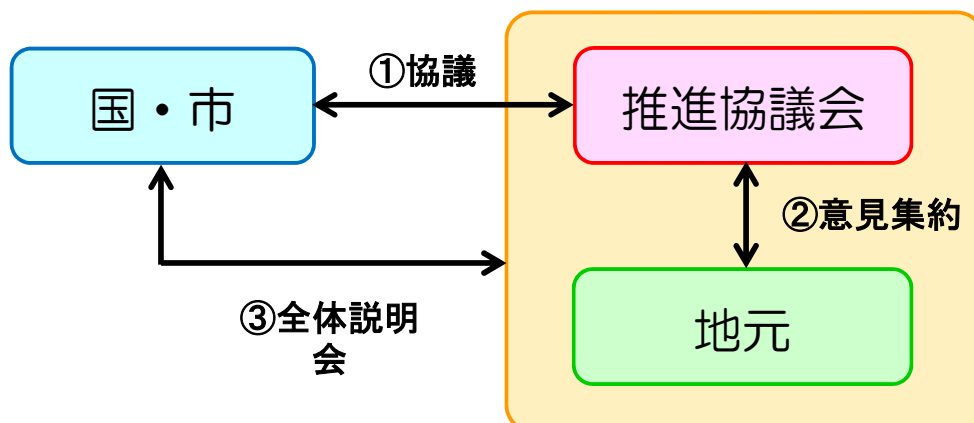 ①協議
国・市
推進協議会
②意見集約
③全体説明
会
地元